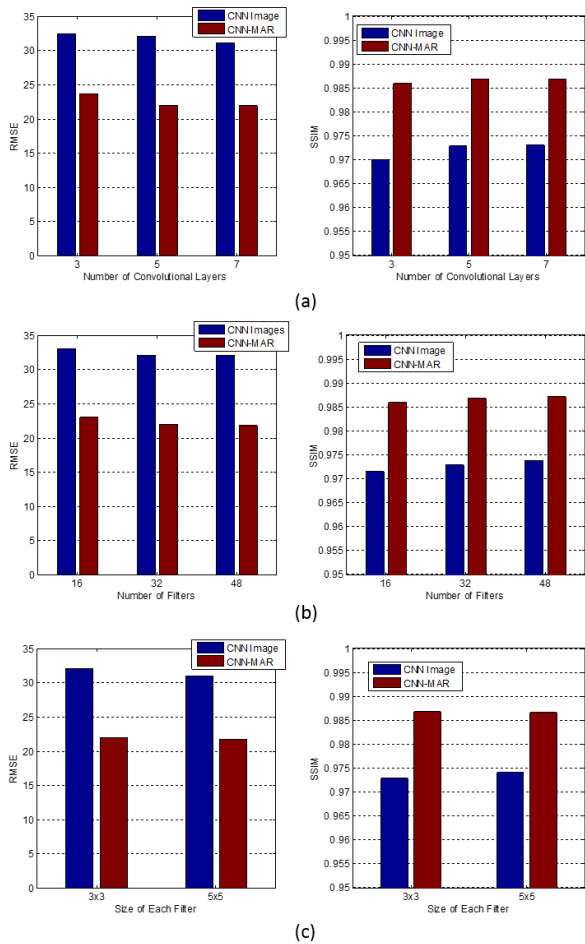 35
30
25
20
15
10
5
0
RMSE
CNN Image
CNN-MAR
3 5 7
Number of Convolutional Layers
1
0.995
0.99
0.985
0.98
0.975
0.97
0.965
0.96
0.955
0.95
SSIM
CNN Image
CNN-MAR
3 5 7
Number of Convolutional Layers
(a)
35
30
25
20
15
10
5
0
RMSE
CNN Images
CNN-MAR
16 32 48
Number of Filters
1
0.995
0.99
0.985
0.98
0.975
0.97
0.965
0.96
0.955
0.95
SSIM
CNN Image
CNN-MAR
16 32 48
Number of Filters
(b)
35
30
25
20
15
10
5
0
RMSE
CNN Image
CNN-MAR
3x3 5x5
Size of Each Filter
1
0.995
0.99
0.985
0.98
0.975
0.97
0.965
0.96
0.955
0.95
SSIM
CNN Image
CNN-MAR
3x3 5x5
Size of Each Filter
(c)